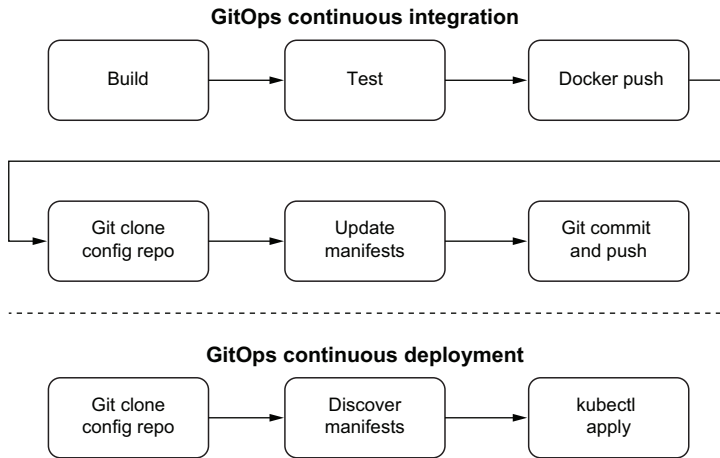 GitOps continuous integration
Build
Test
Docker push
Git clone
config repo
Update
manifests
Git commit
and push
GitOps continuous deployment
Git clone
config repo
Discover
manifests
kubectl
apply